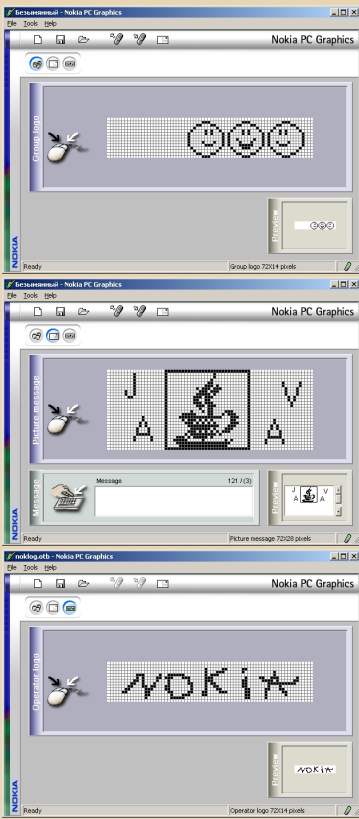 Безымянный - Nokia PC Graphics
File Tools Help
Nokia PC Graphics
Group logo
Preview
NOKIA
Ready
Group logo 72X14 pixels
Безымянный - Nokia PC Graphics
File Tools Help
Nokia PC Graphics
Picture message
J A V A
Message
Message
121 /(3)
Preview
J A V A
NOKIA
Ready
Picture message 72X28 pixels
noklog.otb - Nokia PC Graphics
File Tools Help
Nokia PC Graphics
Operator logo
NOKiA
Preview
NOKiA
NOKIA
Ready
Operator logo 72X14 pixels